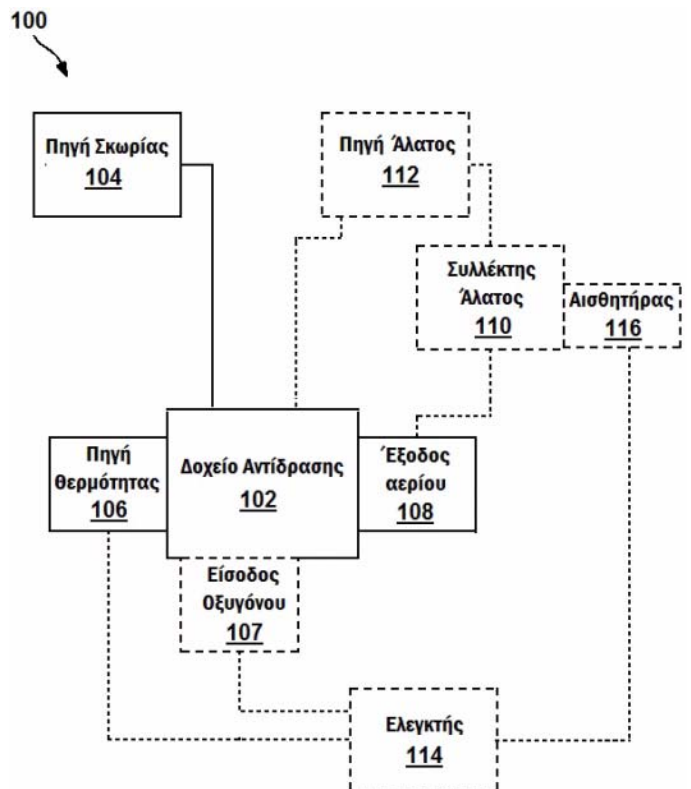 100
Πηγή Σκωρίας
104
Πηγή Άλατος
112
Συλλέκτης
Άλατος
110
Αισθητήρας
116
Πηγή
θερμότητας
106
Δοχείο Αντίδρασης
102
Έξοδος
αερίου
108
Είσοδος
Οξυγόνου
107
Ελεγκτής
114